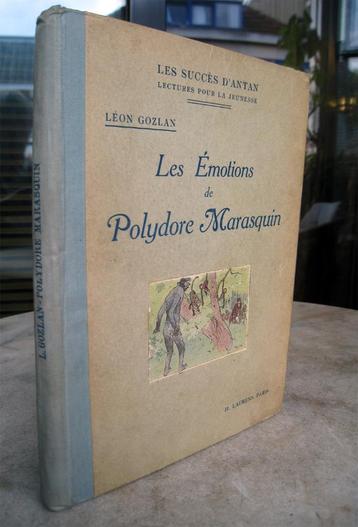 LES SUCCÈS D'ANTAN
LECTURES POUR LA JEUNESSE
LÉON GOZLAN
Les Émotions
de
Polydore Marasquin
H. LAURENS, PARIS
L. GOZLAN - POLYDORE MARASQUIN